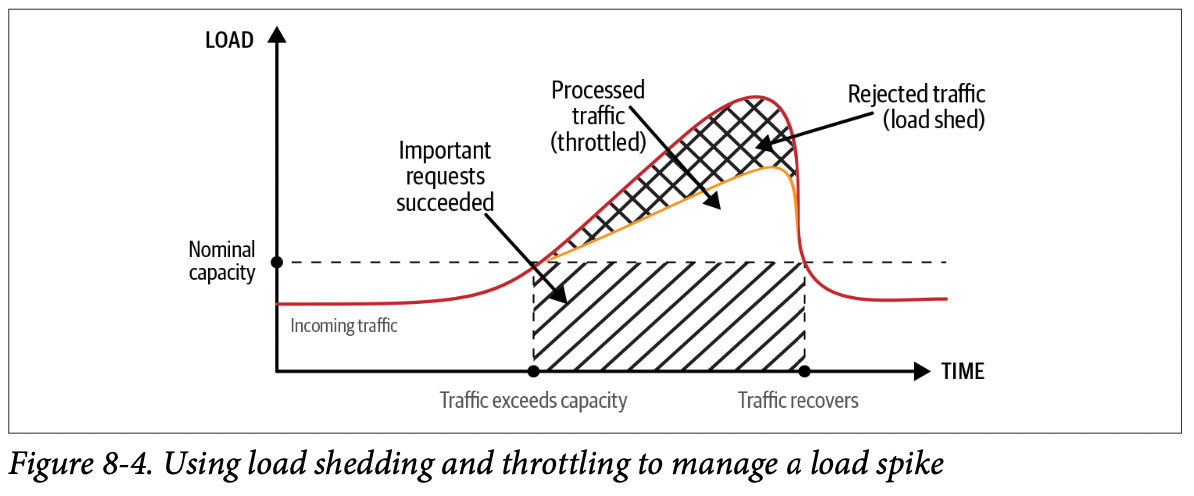 LOAD
Processed
traffic
(throttled)
Rejected traffic
(load shed)
Important
requests
succeeded
Nominal
capacity
Incoming traffic
TIME
Traffic exceeds capacity
Traffic recovers
Figure 8-4. Using load shedding and throttling to manage a load spike